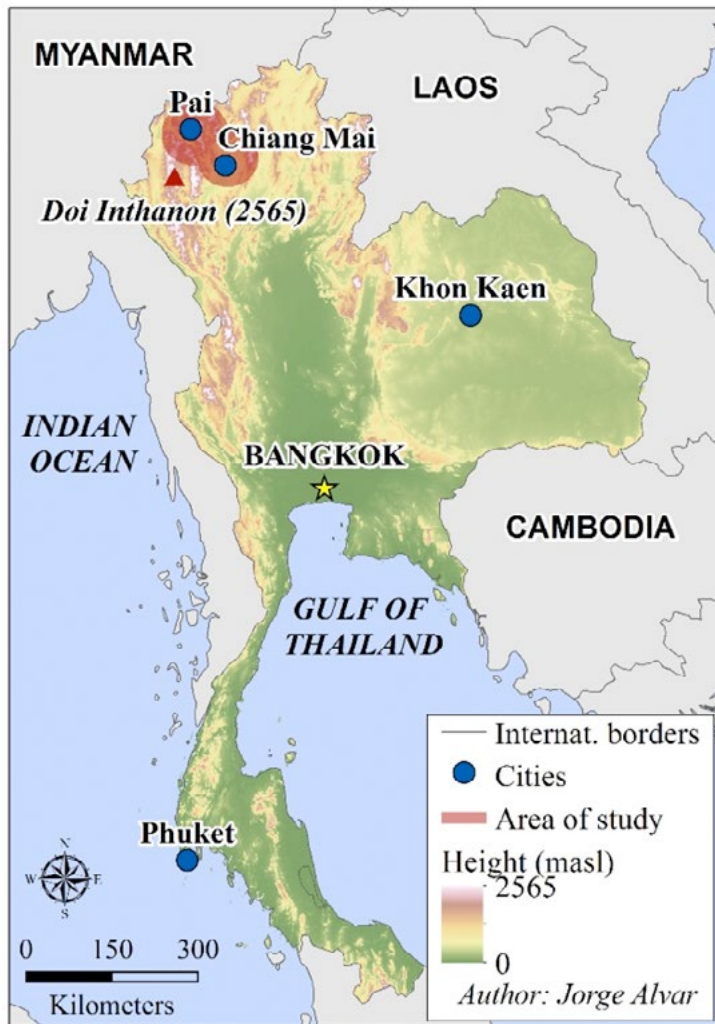 MYANMAR
LAOS
Pai
Chiang Mai
Doi Inthanon (2565)
Khon Kaen
INDIAN
OCEAN
BANGKOK
CAMBODIA
GULF OF
THAILAND
Phuket
N
W E
S
0 150 300
Kilometers
Internat. borders
Cities
Area of study
Height (masl)
2565
0
Author: Jorge Alvar